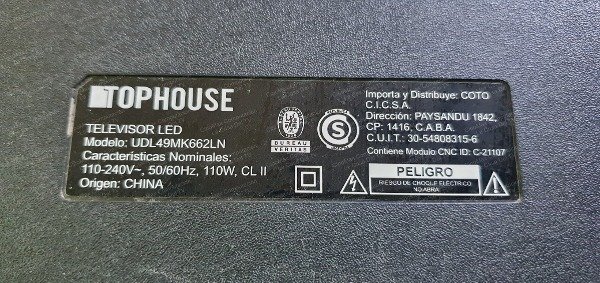 TOPHOUSE
TELEVISOR LED
Modelo: UDL49MK662LN
Características Nominales:
110-240V~, 50/60Hz, 110W, CL II
Origen: CHINA
BUREAU
VERITAS
S
Importa y Distribuye: COTO
C.I.C.S.A.
Dirección: PAYSANDU 1842,
CP: 1416, C.A.B.A.
C.U.I.T.: 30-54808315-6
Contiene Modulo CNC ID: C-21107
PELIGRO
RIESGO DE CHOQUE ELECTRICO
NO ABRA